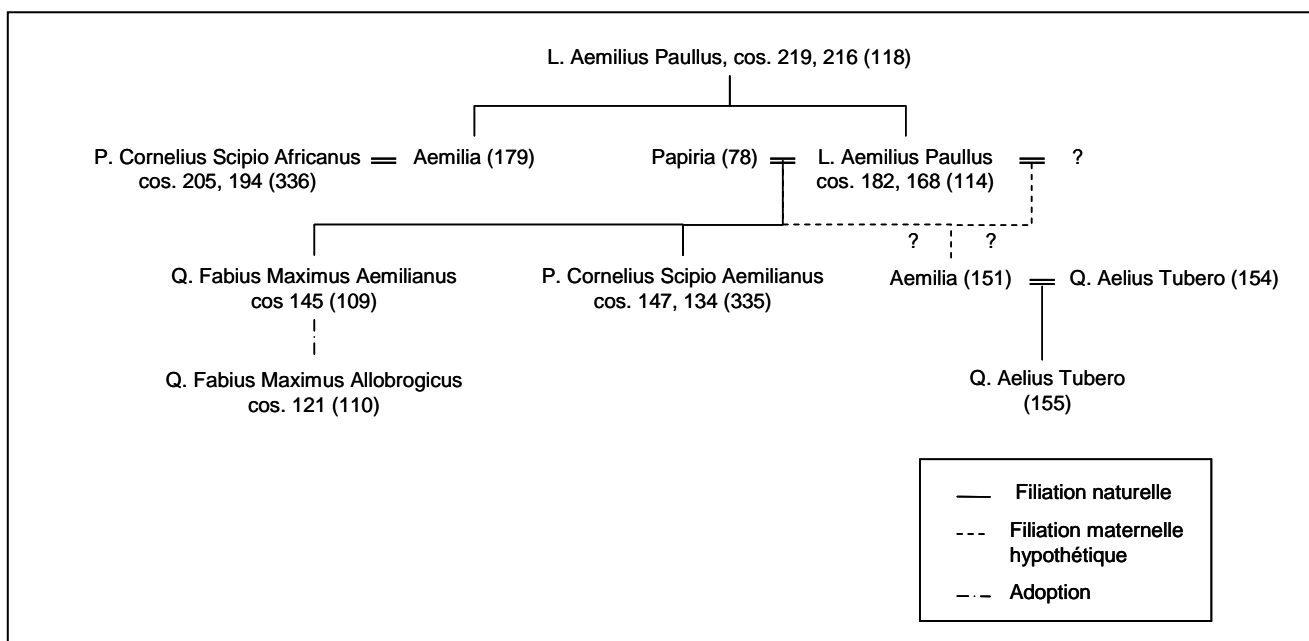 L. Aemilius Paullus, cos. 219, 216 (118)
P. Cornelius Scipio Africanus
cos. 205, 194 (336)
Aemilia (179)
Papiria (78)
L. Aemilius Paullus
cos. 182, 168 (114)
?
? ?
Q. Fabius Maximus Aemilianus
cos 145 (109)
P. Cornelius Scipio Aemilianus
cos. 147, 134 (335)
Aemilia (151)
Q. Aelius Tubero (154)
Q. Fabius Maximus Allobrogicus
cos. 121 (110)
Q. Aelius Tubero
(155)
Filiation naturelle
Filiation maternelle
hypothétique
Adoption